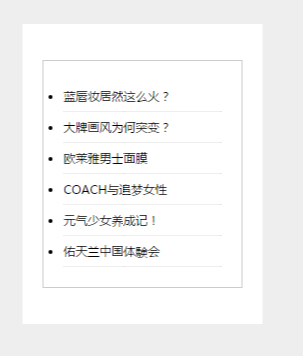 蓝唇妆居然这么火？
大牌画风为何突变？
欧莱雅男士面膜
COACH与追梦女性
元气少女养成记！
佑天兰中国体験会